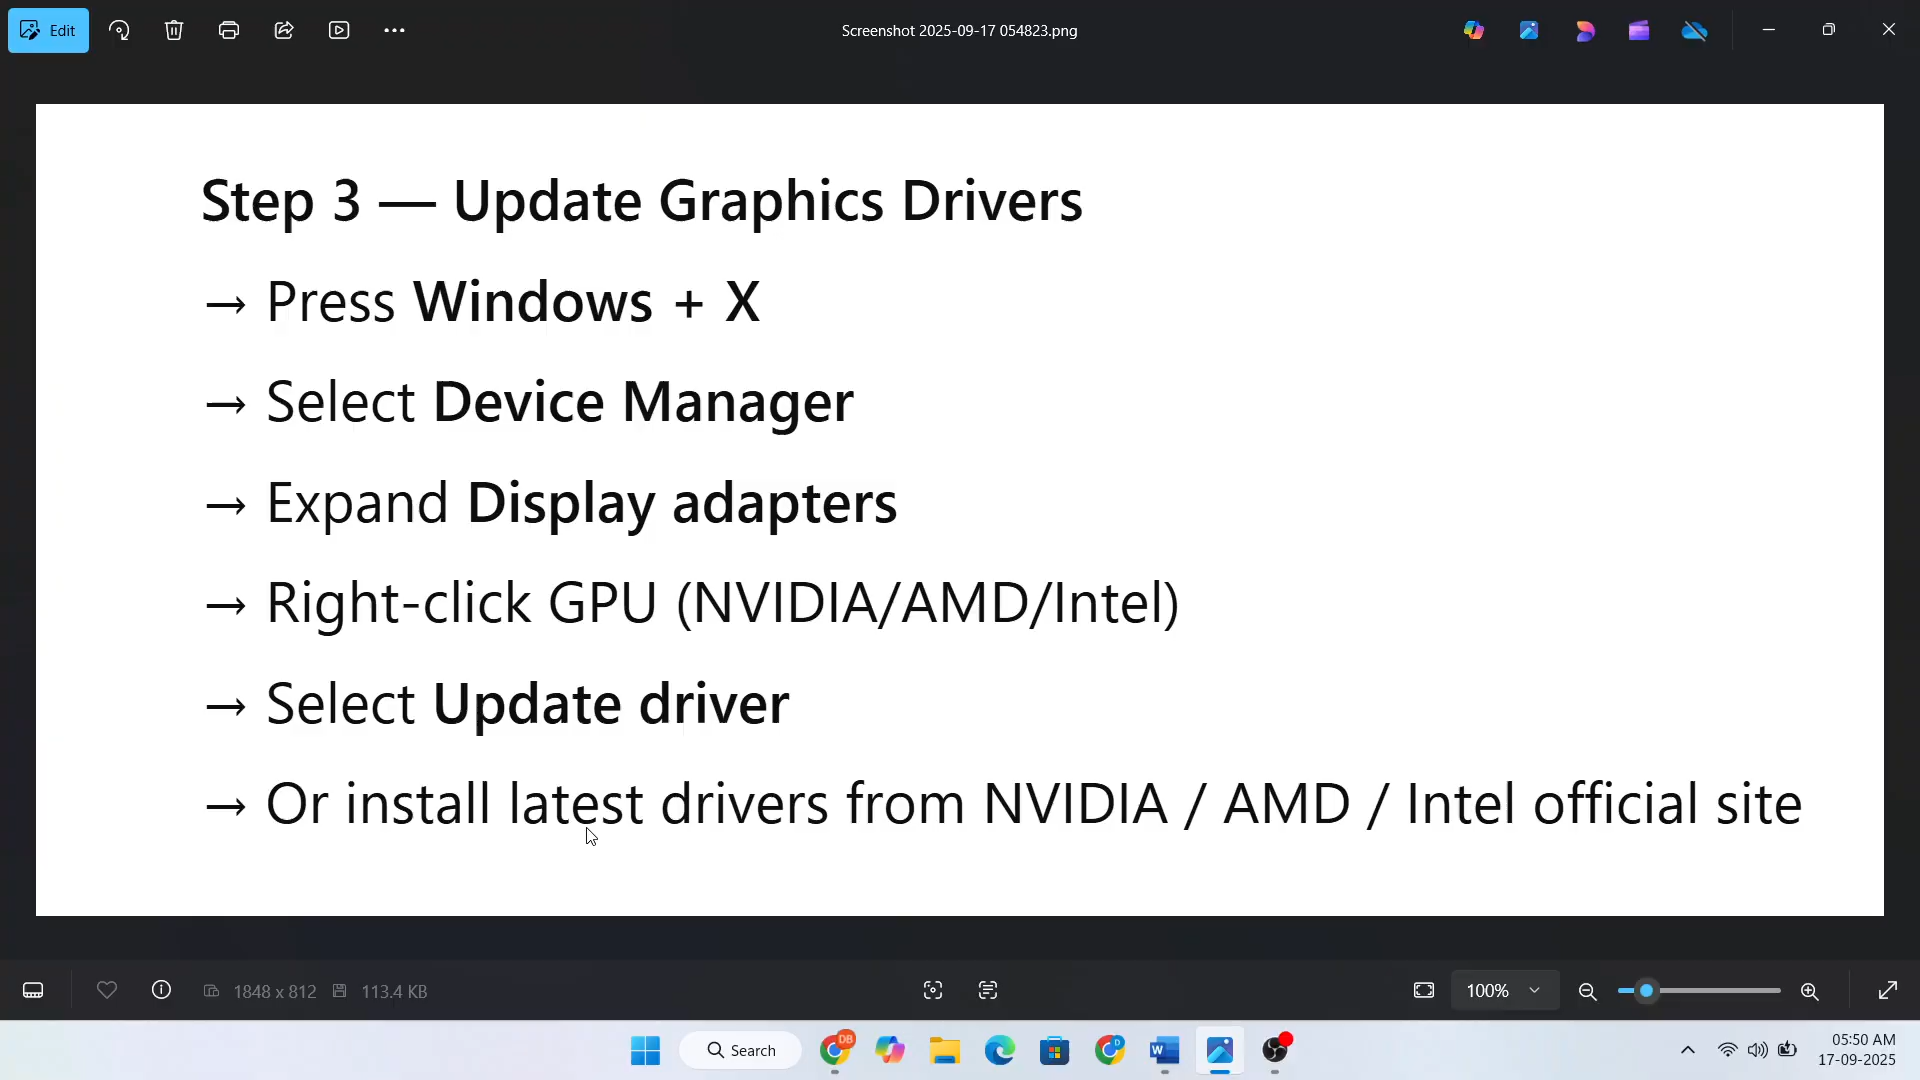 Edit
Screenshot 2025-09-17 054823.png
Step 3 — Update Graphics Drivers
→ Press Windows + X
→ Select Device Manager
→ Expand Display adapters
→ Right-click GPU (NVIDIA/AMD/Intel)
→ Select Update driver
→ Or install latest drivers from NVIDIA / AMD / Intel official site
1848 x 812 113.4 KB 100%
Search DB D W 05:50 AM
17-09-2025